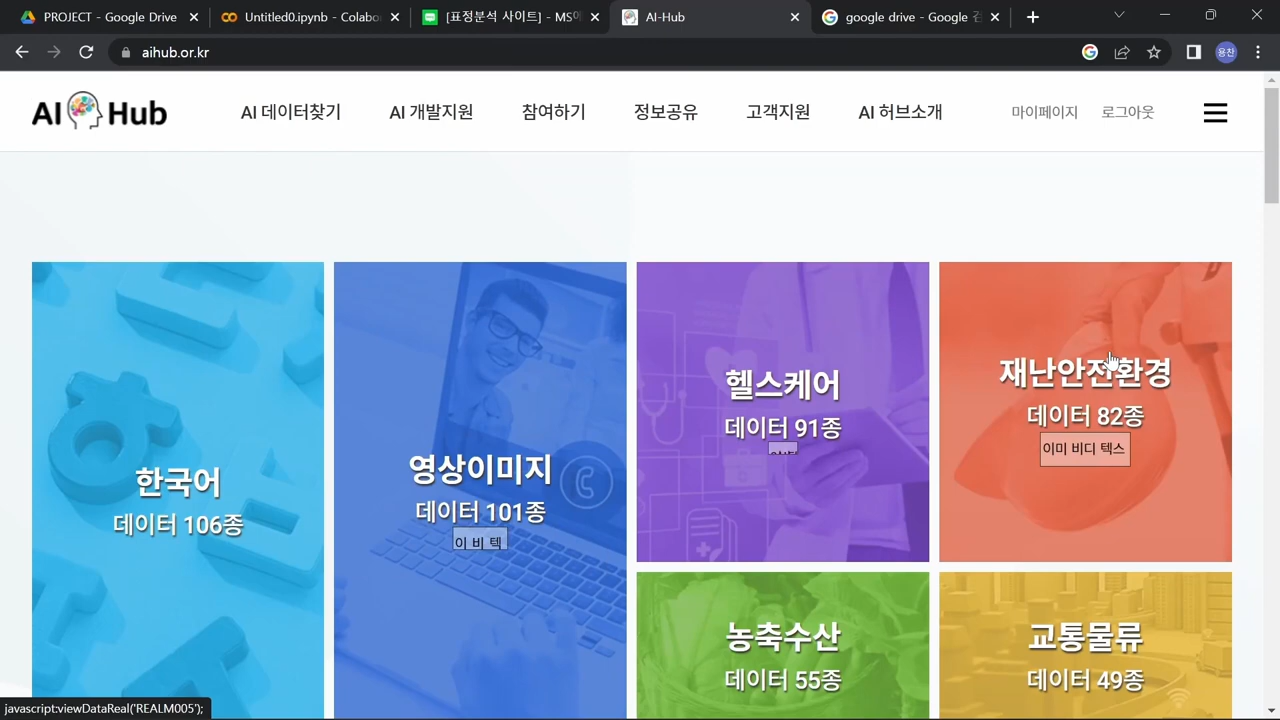 PROJECT - Google Drive
Untitled0.ipynb - Colabo
[표정분석 사이트] - MS에
AI-Hub
google drive - Google 검
aihub.or.kr
용찬
AI Hub
AI 데이터찾기
AI 개발지원
참여하기
정보공유
고객지원
AI 허브소개
마이페이지
로그아웃
한국어
데이터 106종
영상이미지
데이터 101종
이 비 텍
헬스케어
데이터 91종
재난안전환경
데이터 82종
이미 비디 텍스
농축수산
데이터 55종
교통물류
데이터 49종
javascript:viewDataReal('REALM005');